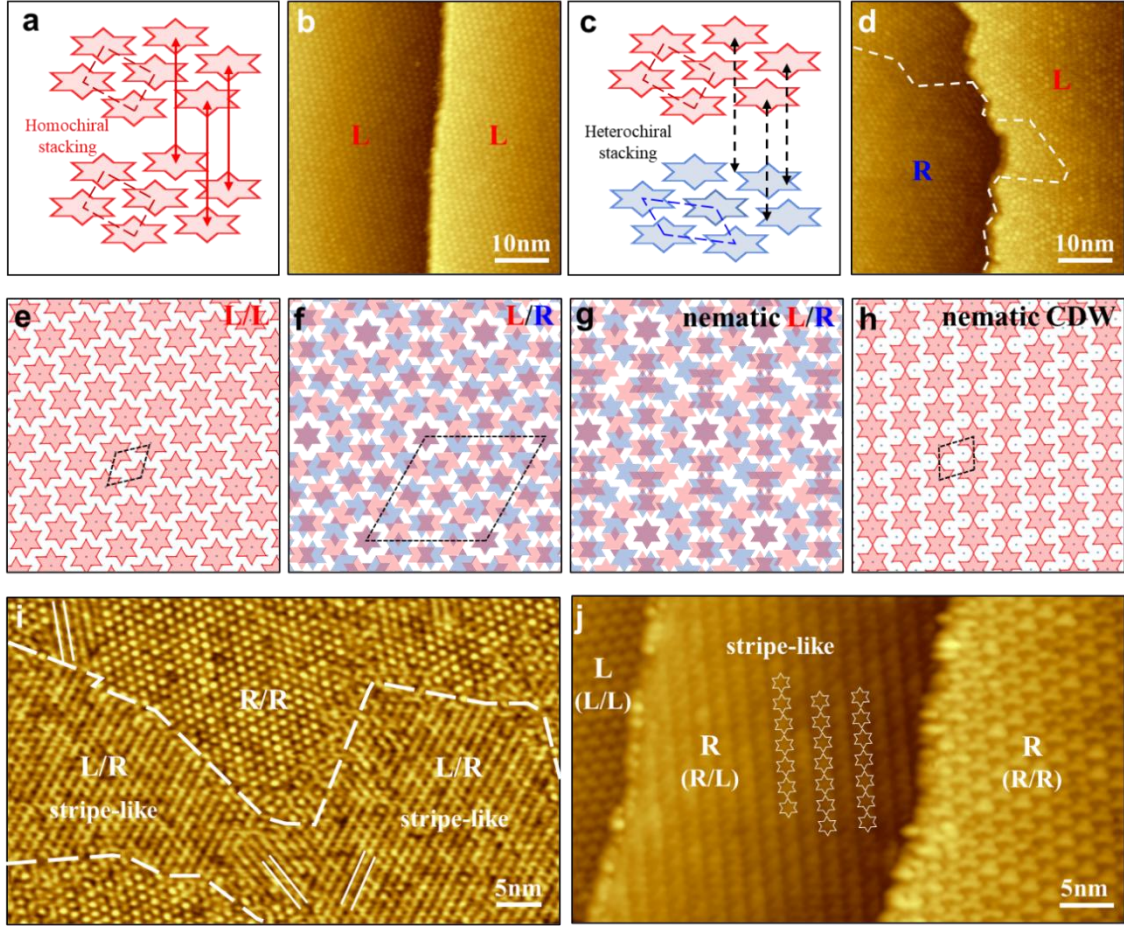 a
Homochiral
stacking
b
L
L
10nm
c
Heterochiral
stacking
d
L
R
10nm
e
L/L
f
L/R
g
nematic L/R
h
nematic CDW
i
R/R
L/R
stripe-like
L/R
stripe-like
5nm
j
stripe-like
L
(L/L)
R
(R/L)
R
(R/R)
5nm